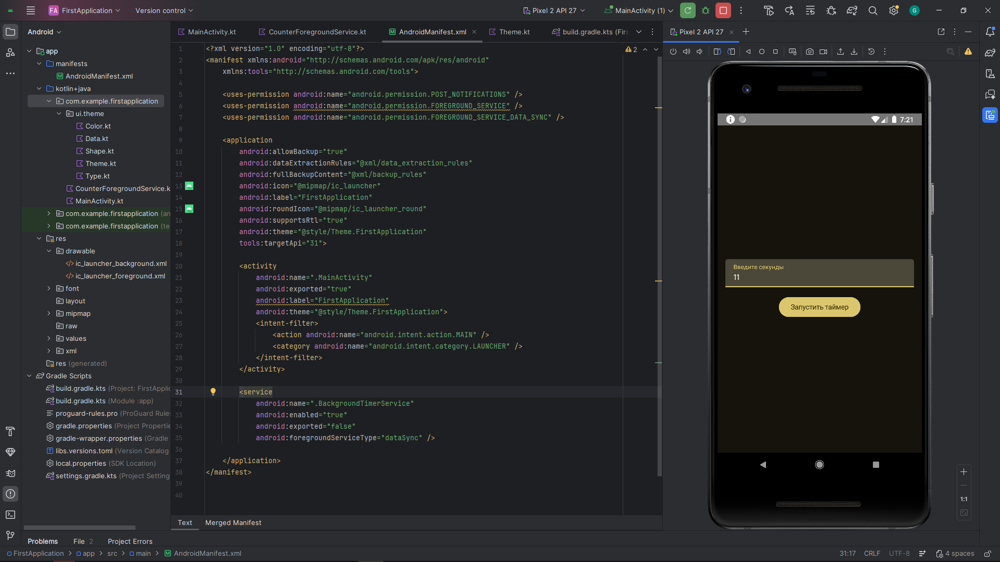 FA FirstApplication
Version control
Pixel 2 API 27
MainActivity (1)
G
Android
MainActivity.kt
CounterForegroundService.kt
AndroidManifest.xml
Theme.kt
build.gradle.kts (Firs
Pixel 2 API 27
app
manifests
AndroidManifest.xml
kotlin+java
com.example.firstapplication
ui.theme
Color.kt
Data.kt
Shape.kt
Theme.kt
Type.kt
CounterForegroundService.k
MainActivity.kt
com.example.firstapplication (an
com.example.firstapplication (te
res
drawable
ic_launcher_background.xml
ic_launcher_foreground.xml
font
layout
mipmap
raw
values
xml
res (generated)
Gradle Scripts
build.gradle.kts (Project: FirstApplic
build.gradle.kts (Module :app)
proguard-rules.pro (ProGuard Rules
gradle.properties (Project Propertie
gradle-wrapper.properties (Gradle
libs.versions.toml (Version Catalog
local.properties (SDK Location)
settings.gradle.kts (Project Setting
2
1 <?xml version="1.0" encoding="utf-8"?>
2 <manifest xmlns:android="http://schemas.android.com/apk/res/android"
3 xmlns:tools="http://schemas.android.com/tools">
4
5 <uses-permission android:name="android.permission.POST_NOTIFICATIONS" />
6 <uses-permission android:name="android.permission.FOREGROUND_SERVICE" />
7 <uses-permission android:name="android.permission.FOREGROUND_SERVICE_DATA_SYNC" />
8
9 <application
10 android:allowBackup="true"
11 android:dataExtractionRules="@xml/data_extraction_rules"
12 android:fullBackupContent="@xml/backup_rules"
13 android:icon="@mipmap/ic_launcher"
14 android:label="FirstApplication"
15 android:roundIcon="@mipmap/ic_launcher_round"
16 android:supportsRtl="true"
17 android:theme="@style/Theme.FirstApplication"
18 tools:targetApi="31">
19
20 <activity
21 android:name=".MainActivity"
22 android:exported="true"
23 android:label="FirstApplication"
24 android:theme="@style/Theme.FirstApplication">
25 <intent-filter>
26 <action android:name="android.intent.action.MAIN" />
27 <category android:name="android.intent.category.LAUNCHER" />
28 </intent-filter>
29 </activity>
30
31 <service
32 android:name=".BackgroundTimerService"
33 android:enabled="true"
34 android:exported="false"
35 android:foregroundServiceType="dataSync" />
36
37 </application>
38 </manifest>
39
40
Text
Merged Manifest
7:21
Введите секунды
11
Запустить таймер
1:1
Problems
File 2
Project Errors
FirstApplication > app > src > main > AndroidManifest.xml
31:17
CRLF
UTF-8
4 spaces